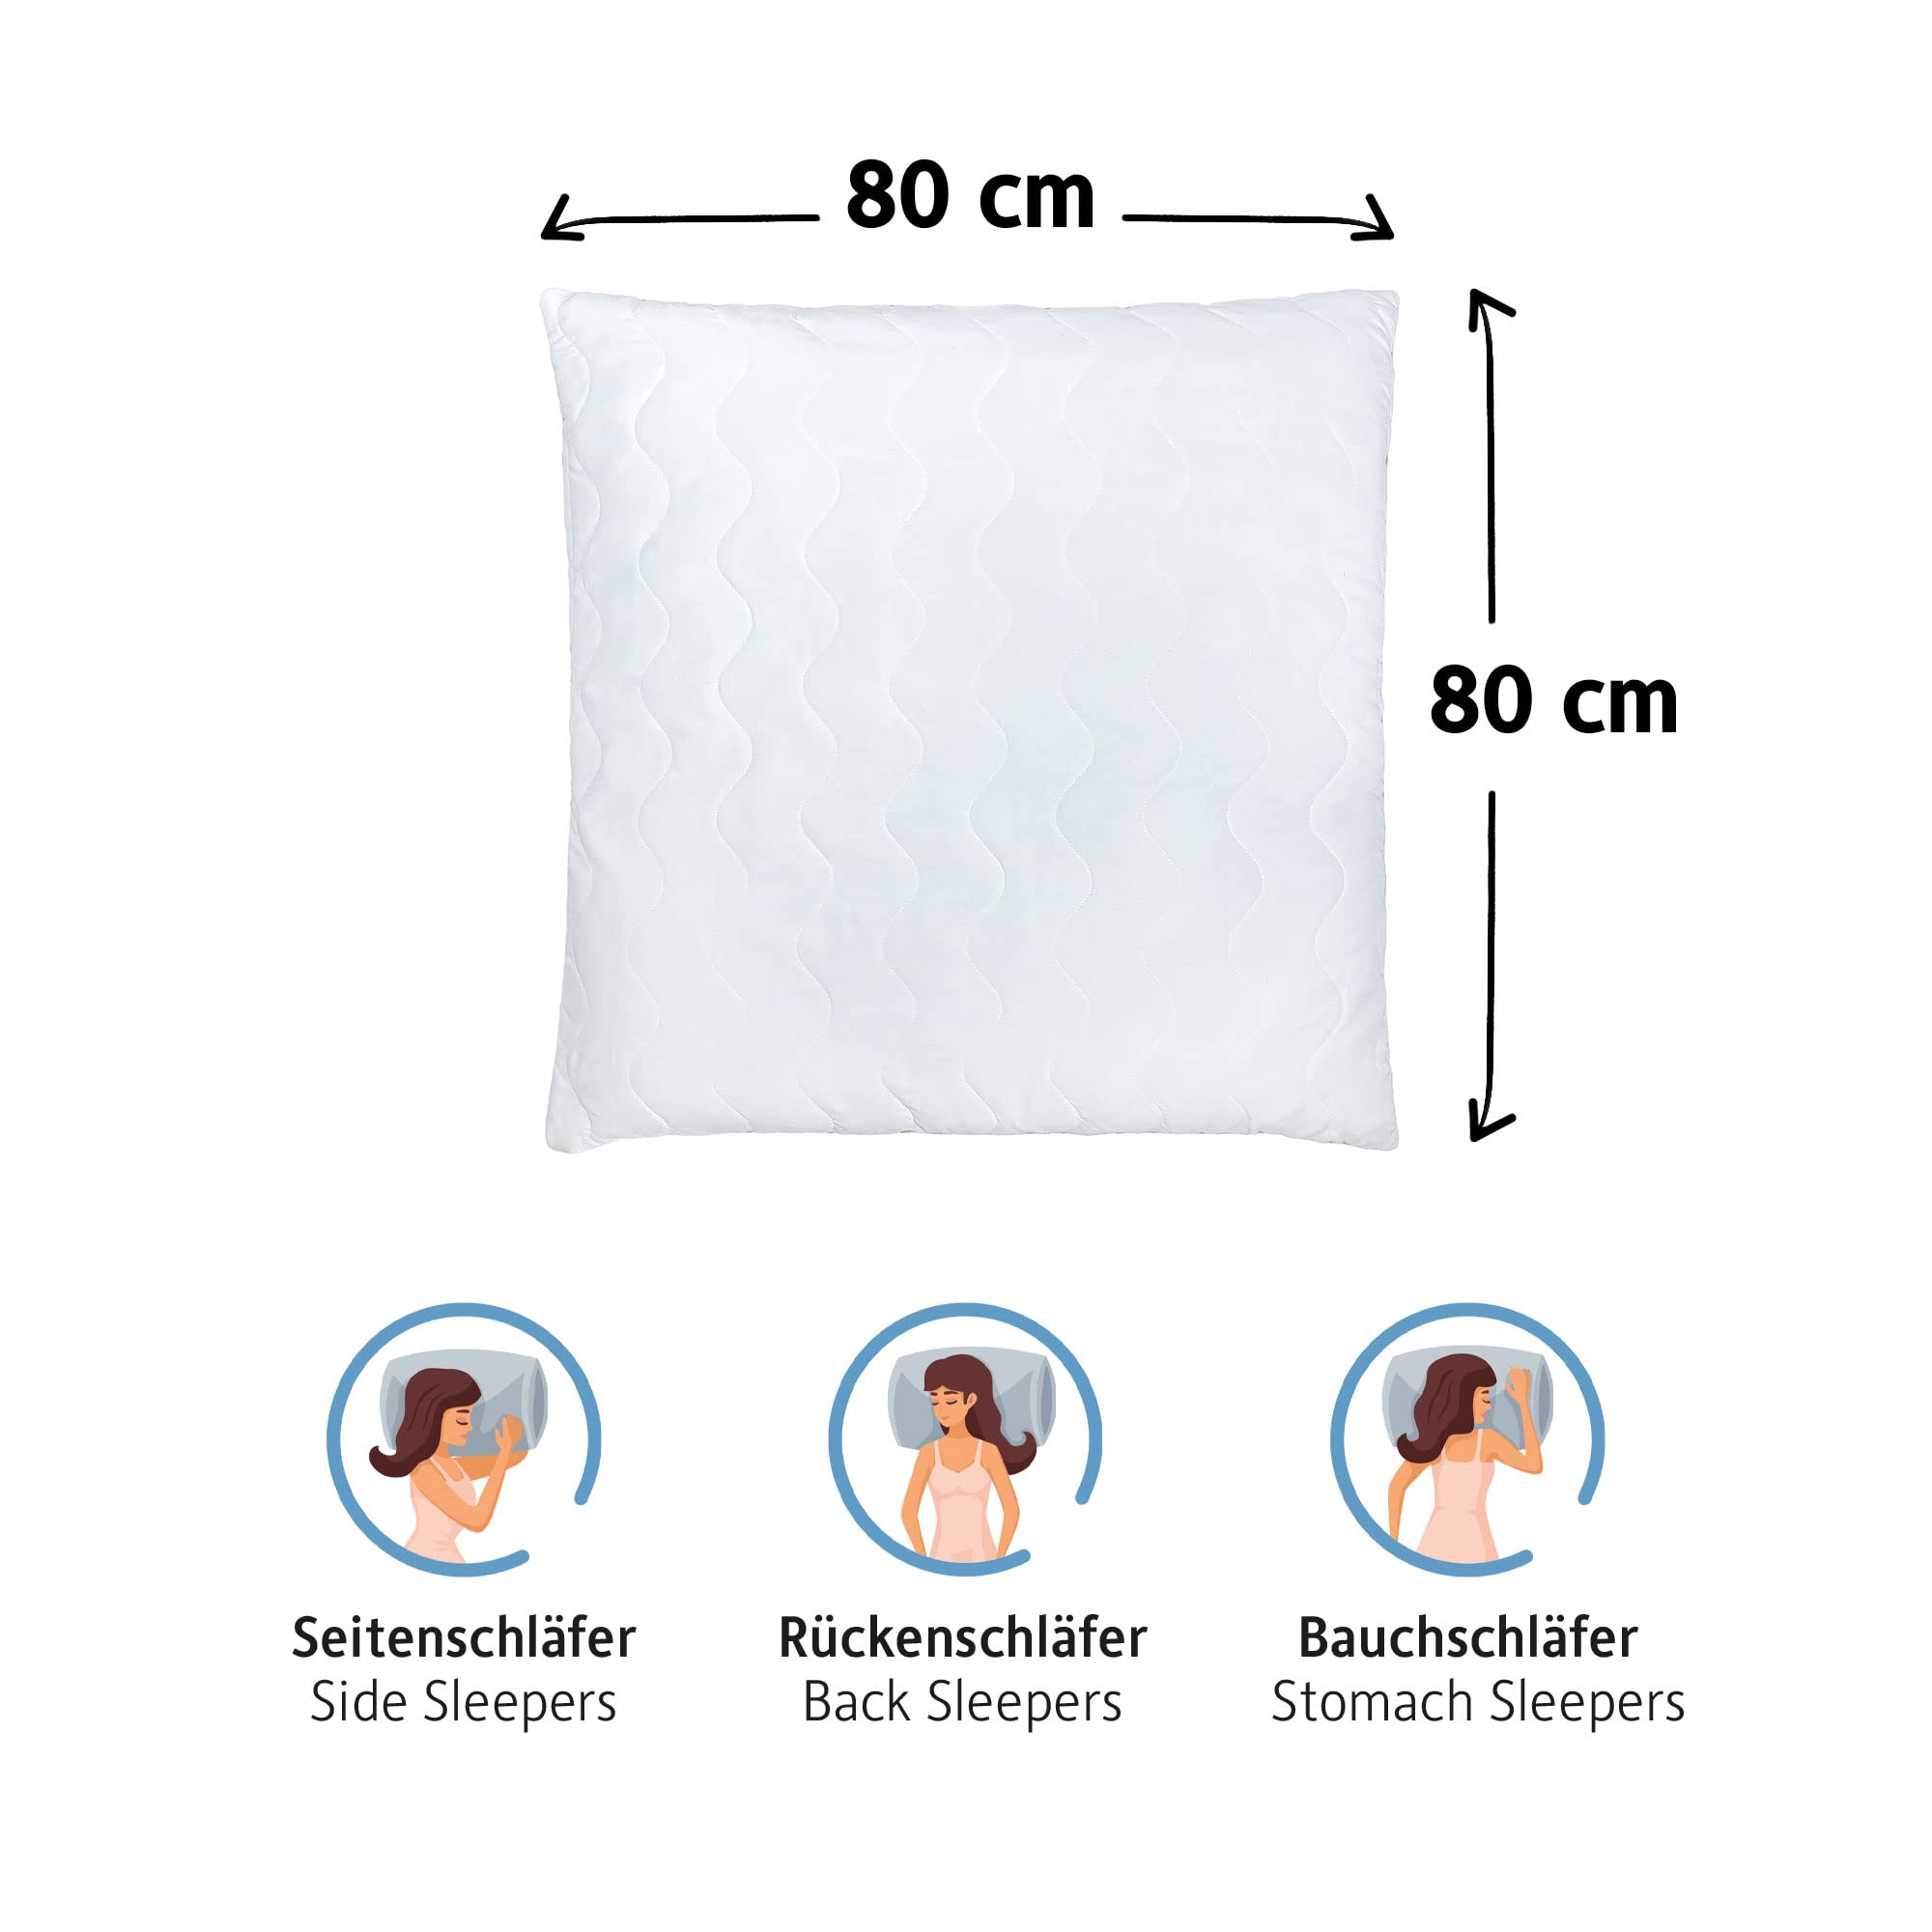 80 cm
80 cm
Seitenschläfer
Side Sleepers
Rückenschläfer
Back Sleepers
Bauchschläfer
Stomach Sleepers